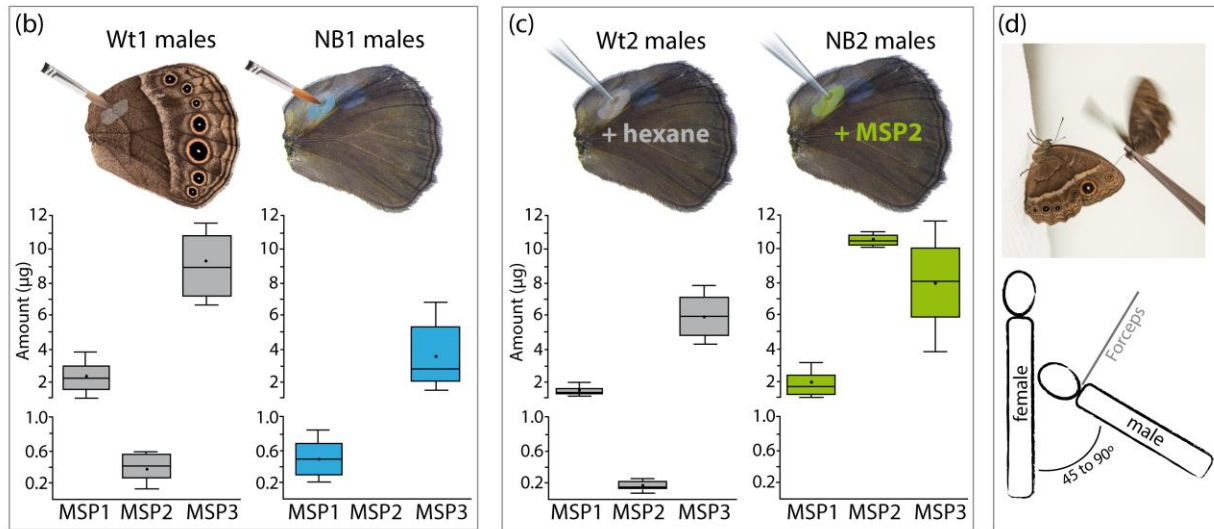 (b)
Wt1 males
NB1 males
12
10
8
6
4
2
1.0
0.6
0.2
Amount (µg)
MSP1 MSP2 MSP3
12
10
8
6
4
2
1.0
0.6
0.2
MSP1 MSP2 MSP3
(c)
Wt2 males
NB2 males
+ hexane
+ MSP2
12
10
8
6
4
2
1.0
0.6
0.2
Amount (µg)
MSP1 MSP2 MSP3
12
10
8
6
4
2
1.0
0.6
0.2
MSP1 MSP2 MSP3
(d)
Forceps
female
male
45 to 90º